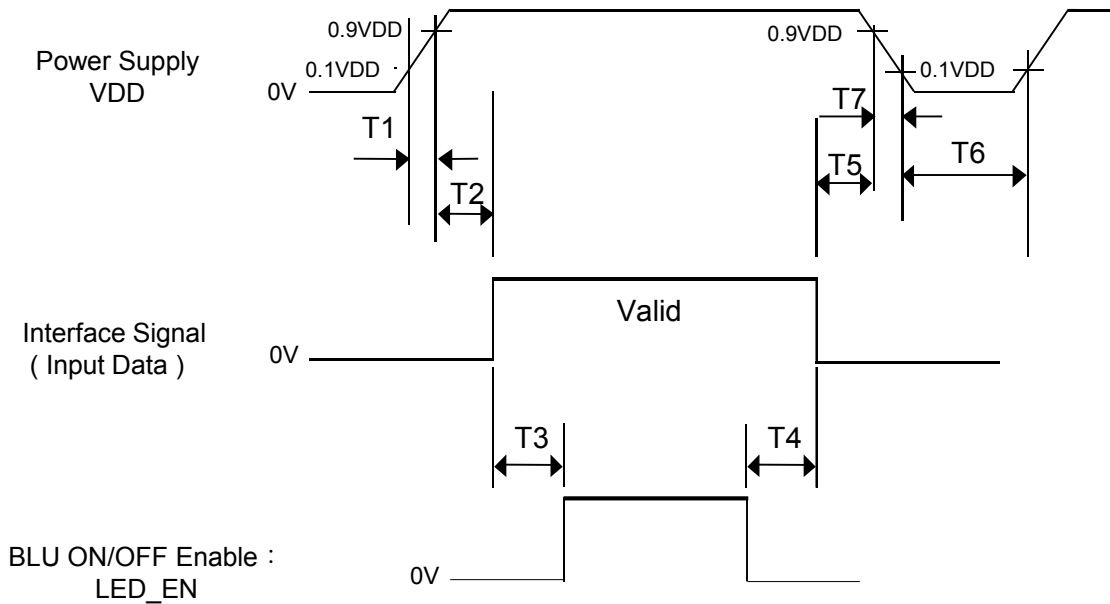 0.9VDD
0.9VDD
Power Supply
VDD
0.1VDD
0.1VDD
0V
T7
T1
T5
T6
T2
Valid
Interface Signal
( Input Data )
0V
T3
T4
BLU ON/OFF Enable :
LED_EN
0V